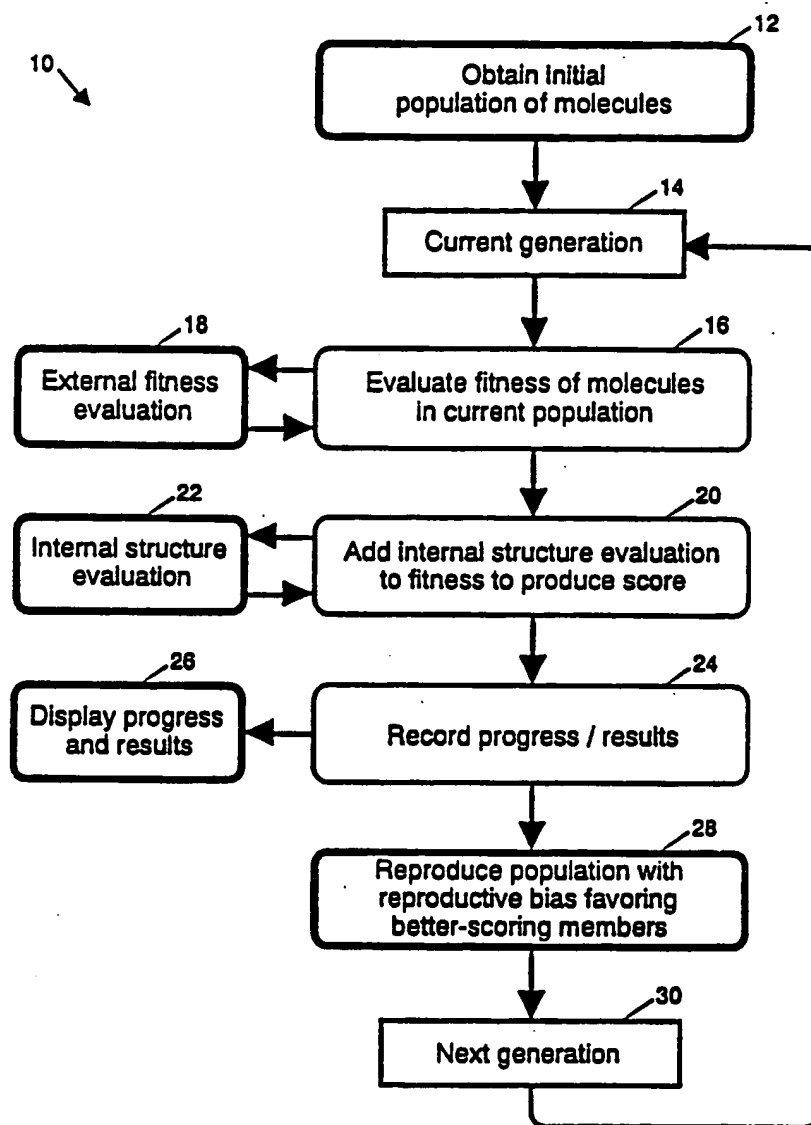 12
10
Obtain initial
population of molecules
14
Current generation
18
16
External fitness
evaluation
Evaluate fitness of molecules
in current population
22
20
Internal structure
evaluation
Add internal structure evaluation
to fitness to produce score
26
24
Display progress
and results
Record progress / results
28
Reproduce population with
reproductive bias favoring
better-scoring members
30
Next generation